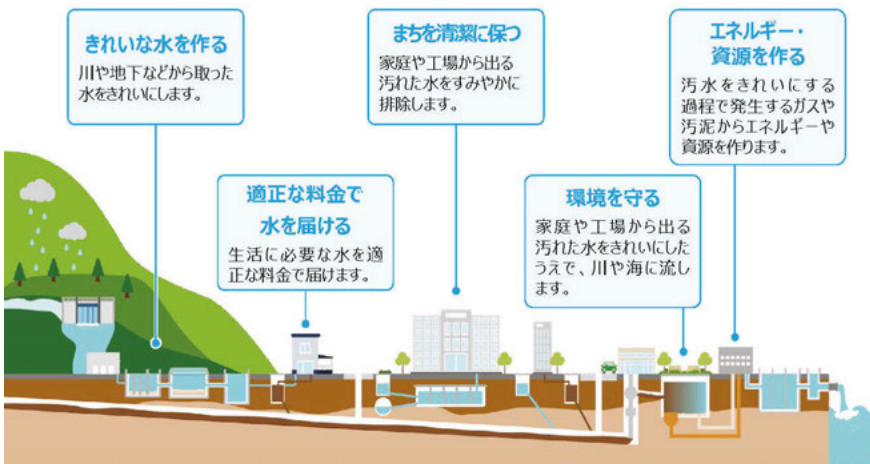 きれいな水を作る
川や地下などから取った
水をきれいにします。
適正な料金で
水を届ける
生活に必要な水を適
正な料金で届けます。
まちを清潔に保つ
家庭や工場から出る
汚れた水をすみやかに
排除します。
環境を守る
家庭や工場から出る
汚れた水をきれいにした
うえで、川や海に流し
ます。
エネルギー・
資源を作る
汚水をきれいにする
過程で発生するガスや
汚泥からエネルギーや
資源を作ります。